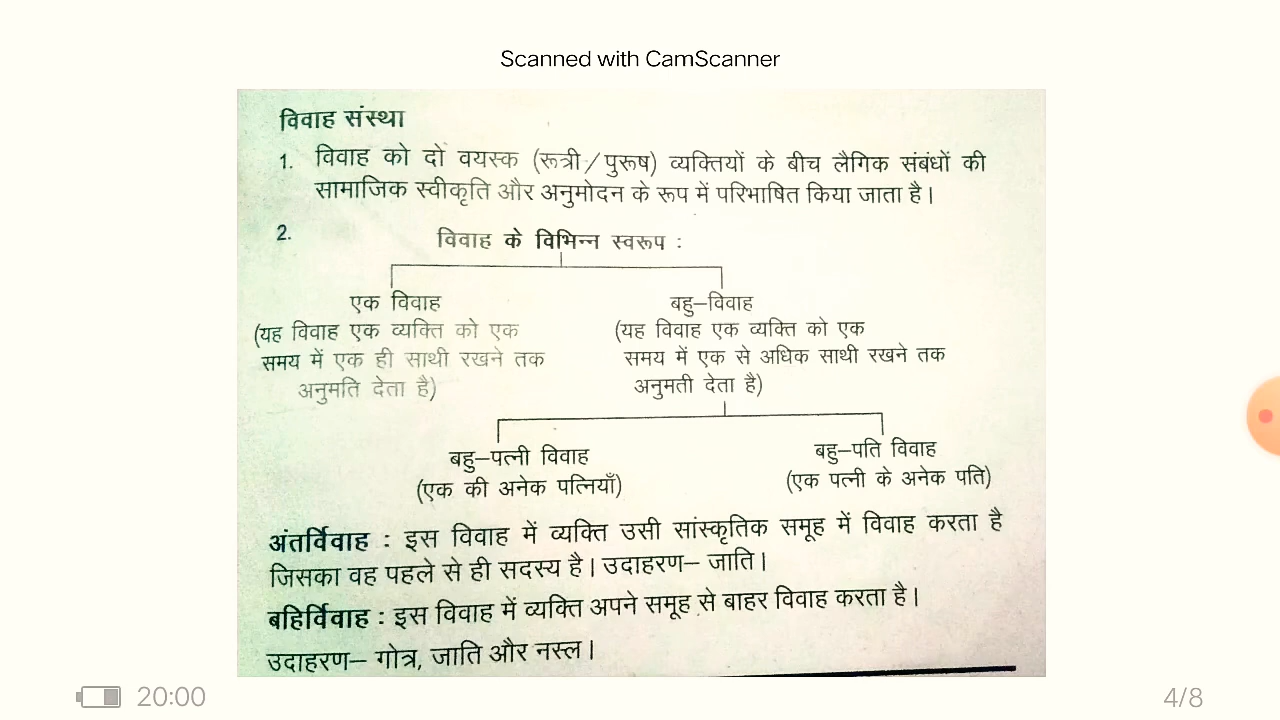 Scanned with CamScanner
विवाह संस्था
1. विवाह को दो वयस्क (रूत्री / पुरूष) व्यक्तियों के बीच लैगिक संबंधों की
सामाजिक स्वीकृति और अनुमोदन के रूप में परिभाषित किया जाता है।
2. विवाह के विभिन्न स्वरूप :
एक विवाह
(यह विवाह एक व्यक्ति को एक
समय में एक ही साथी रखने तक
अनुमति देता है)
बहु–विवाह
(यह विवाह एक व्यक्ति को एक
समय में एक से अधिक साथी रखने तक
अनुमती देता है)
बहु–पत्नी विवाह
(एक की अनेक पत्नियाँ)
बहु–पति विवाह
(एक पत्नी के अनेक पति)
अंतर्विवाह : इस विवाह में व्यक्ति उसी सांस्कृतिक समूह में विवाह करता है
जिसका वह पहले से ही सदस्य है। उदाहरण– जाति।
बहिर्विवाह : इस विवाह में व्यक्ति अपने समूह से बाहर विवाह करता है।
उदाहरण– गोत्र, जाति और नस्ल।
20:00
4/8